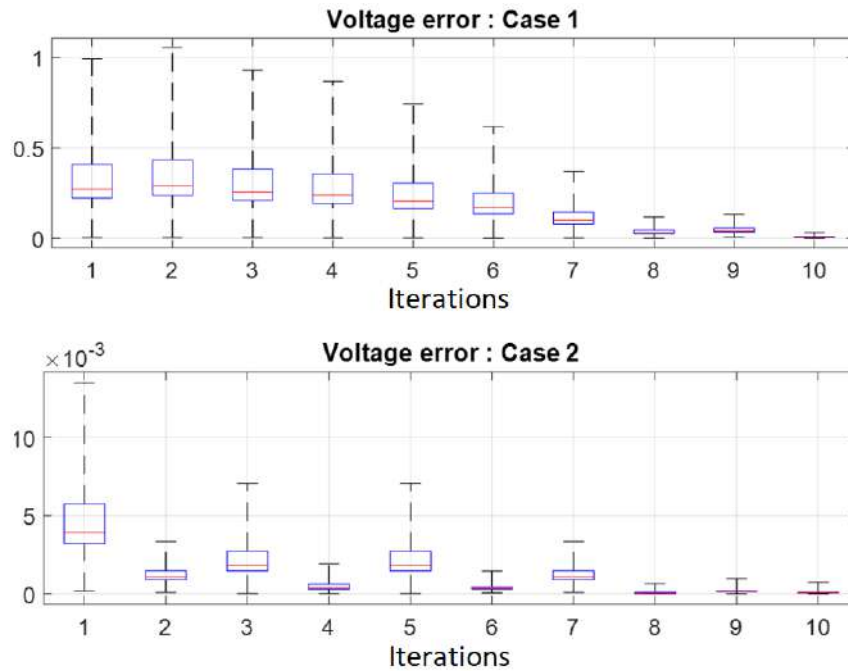 Voltage error : Case 1
1
0.5
0
1 2 3 4 5 6 7 8 9 10
Iterations
×10-3
Voltage error : Case 2
10
5
0
1 2 3 4 5 6 7 8 9 10
Iterations